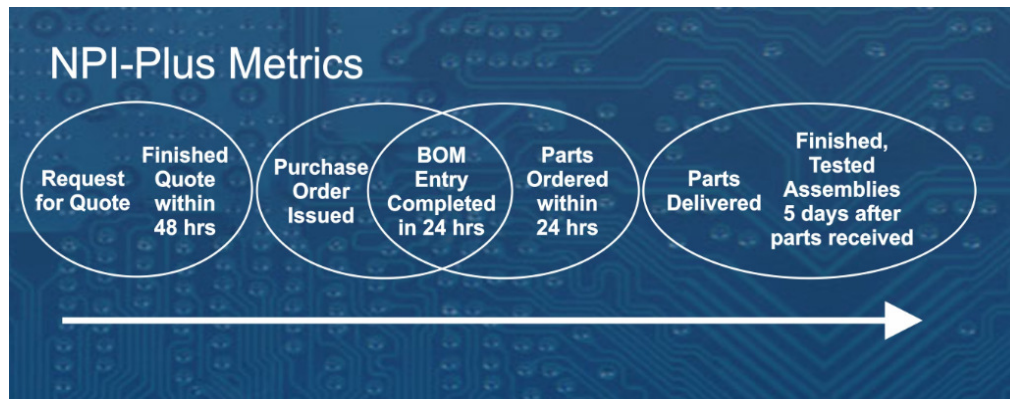 NPI-Plus Metrics
Request
for Quote
Finished
Quote
within
48 hrs
Purchase
Order
Issued
BOM
Entry
Completed
in 24 hrs
Parts
Ordered
within
24 hrs
Parts
Delivered
Finished,
Tested
Assemblies
5 days after
parts received